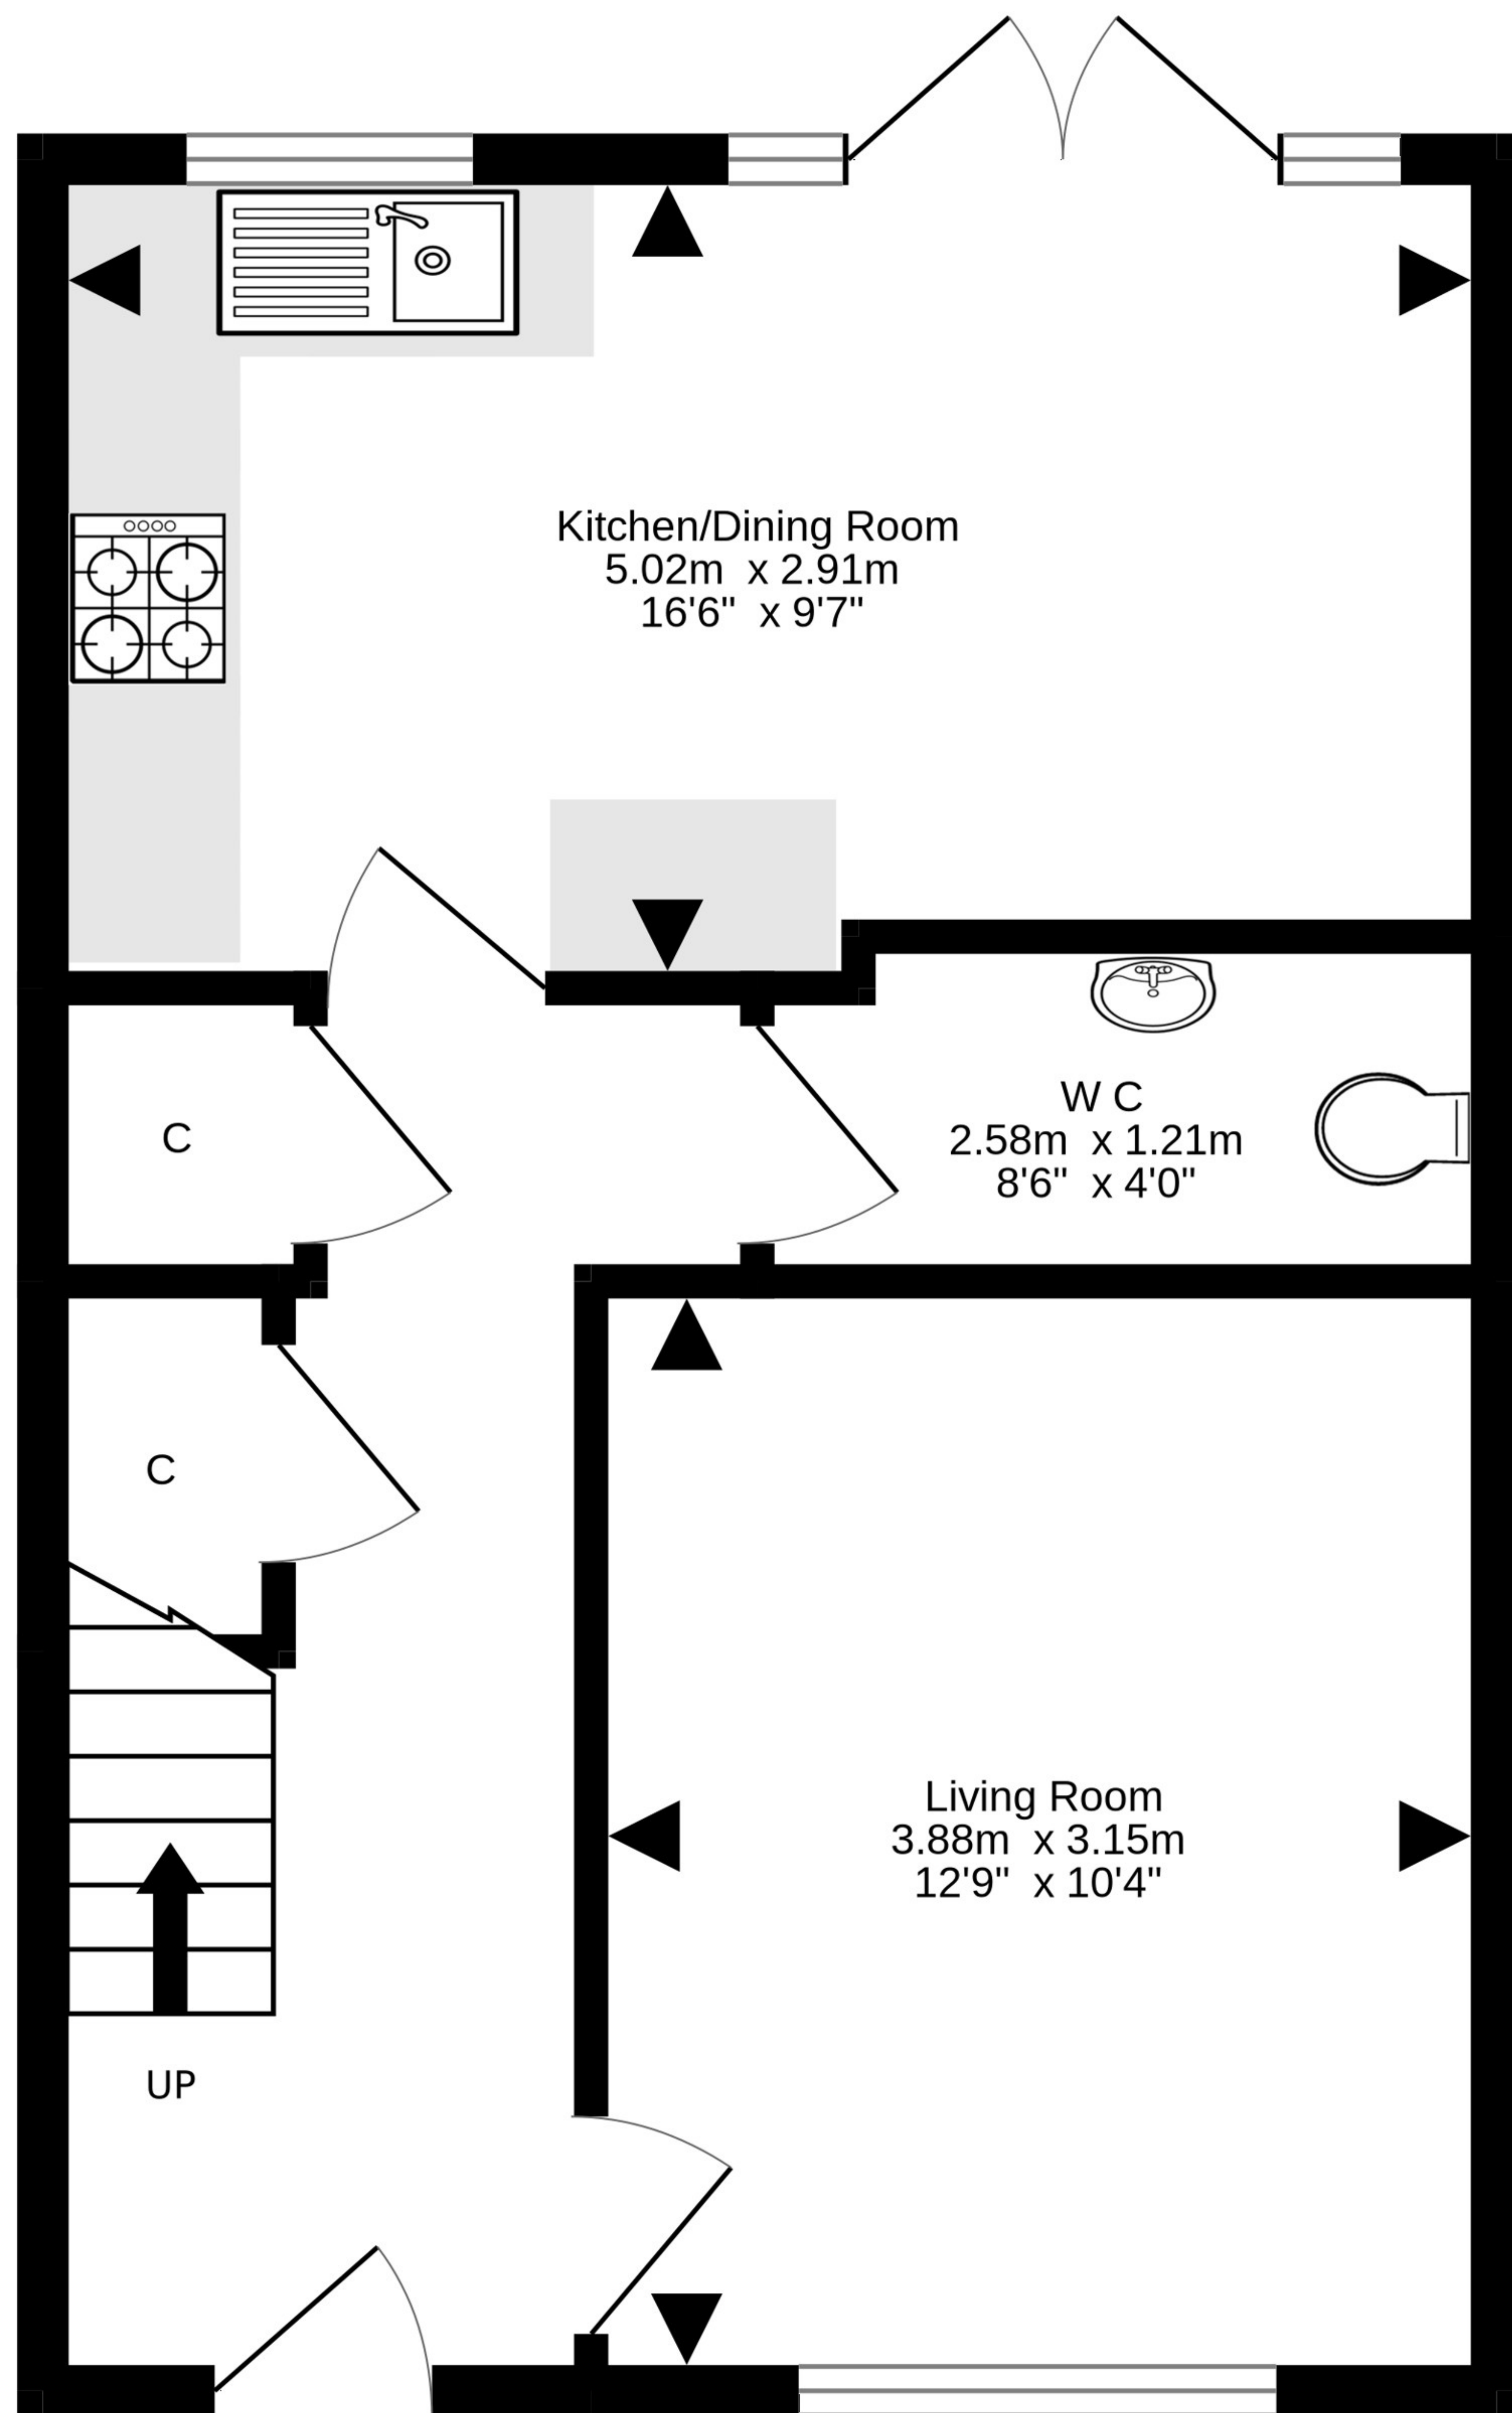 Kitchen/Dining Room
5.02m x 2.91m
16'6" x 9'7"
C
W C
2.58m x 1.21m
8'6" x 4'0"
C
Living Room
3.88m x 3.15m
12'9" x 10'4"
UP